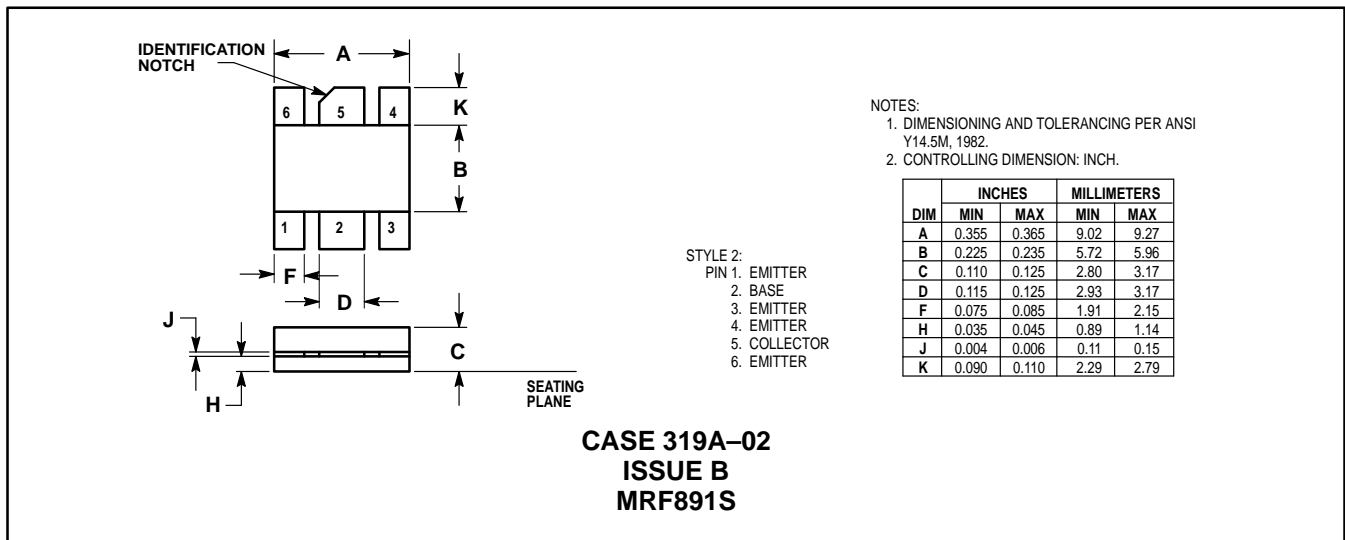 IDENTIFICATION
NOTCH
A
6 5 4
K
B
1 2 3
F
D
J
C
H
SEATING
PLANE
STYLE 2:
PIN 1. EMITTER
2. BASE
3. EMITTER
4. EMITTER
5. COLLECTOR
6. EMITTER
NOTES:
1. DIMENSIONING AND TOLERANCING PER ANSI
Y14.5M, 1982.
2. CONTROLLING DIMENSION: INCH.
INCHES MILLIMETERS
DIM MIN MAX MIN MAX
A 0.355 0.365 9.02 9.27
B 0.225 0.235 5.72 5.96
C 0.110 0.125 2.80 3.17
D 0.115 0.125 2.93 3.17
F 0.075 0.085 1.91 2.15
H 0.035 0.045 0.89 1.14
J 0.004 0.006 0.11 0.15
K 0.090 0.110 2.29 2.79
CASE 319A–02
ISSUE B
MRF891S